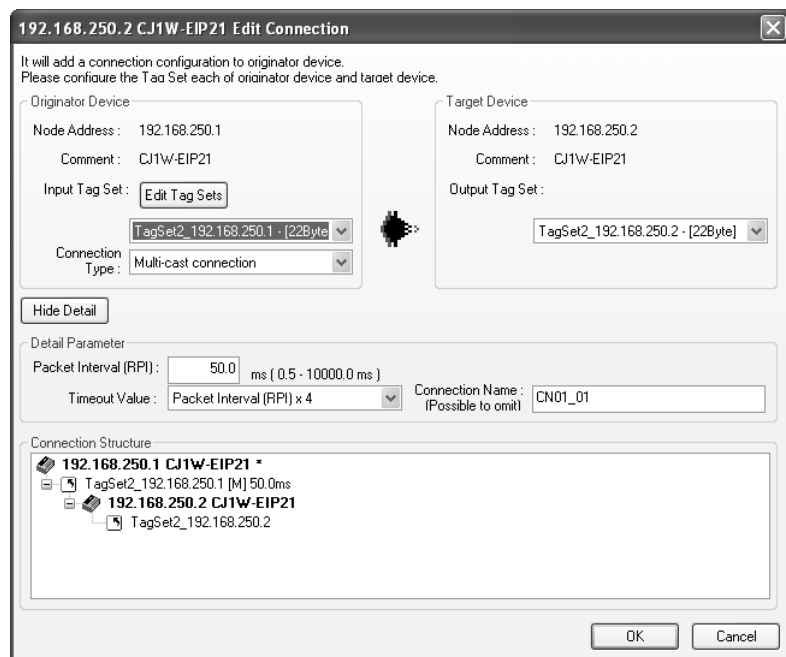 192.168.250.2 CJ1W-EIP21 Edit Connection
It will add a connection configuration to originator device.
Please configure the Tag Set each of originator device and target device.
Originator Device
Node Address : 192.168.250.1
Comment : CJ1W-EIP21
Input Tag Set : Edit Tag Sets
TagSet2_192.168.250.1 - [22Byte
Connection Type : Multi-cast connection
Target Device
Node Address : 192.168.250.2
Comment : CJ1W-EIP21
Output Tag Set :
TagSet2_192.168.250.2 - [22Byte]
Hide Detail
Detail Parameter
Packet Interval (RPI) : 50.0 ms ( 0.5 - 10000.0 ms )
Timeout Value : Packet Interval (RPI) x 4
Connection Name : CN01_01
(Possible to omit)
Connection Structure
192.168.250.1 CJ1W-EIP21 *
TagSet2_192.168.250.1 [M] 50.0ms
192.168.250.2 CJ1W-EIP21
TagSet2_192.168.250.2
OK Cancel